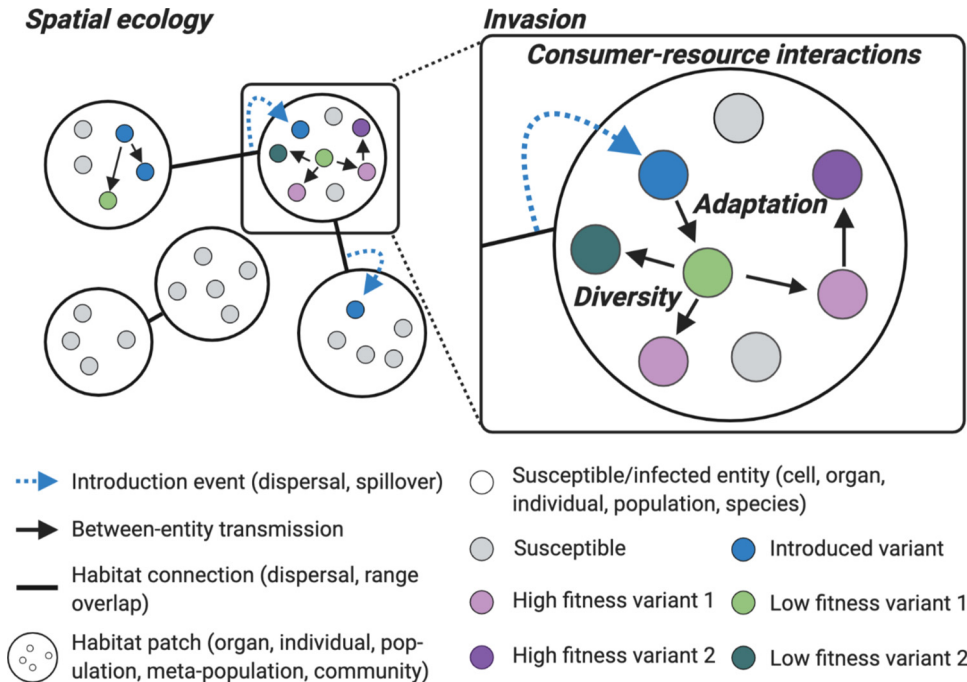 Spatial ecology
Invasion
Consumer-resource interactions
Adaptation
Diversity
Introduction event (dispersal, spillover)
Between-entity transmission
Habitat connection (dispersal, range
overlap)
Habitat patch (organ, individual, pop-
ulation, meta-population, community)
Susceptible/infected entity (cell, organ,
individual, population, species)
Susceptible
Introduced variant
High fitness variant 1
Low fitness variant 1
High fitness variant 2
Low fitness variant 2